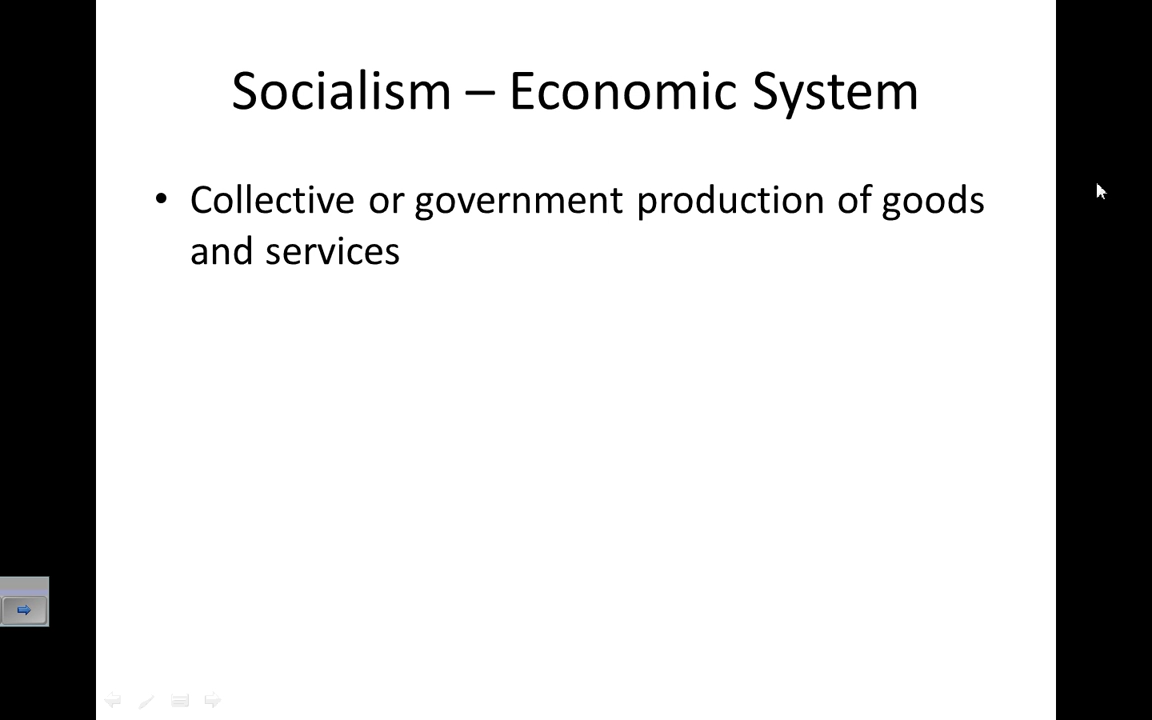 Socialism – Economic System
• Collective or government production of goods
and services